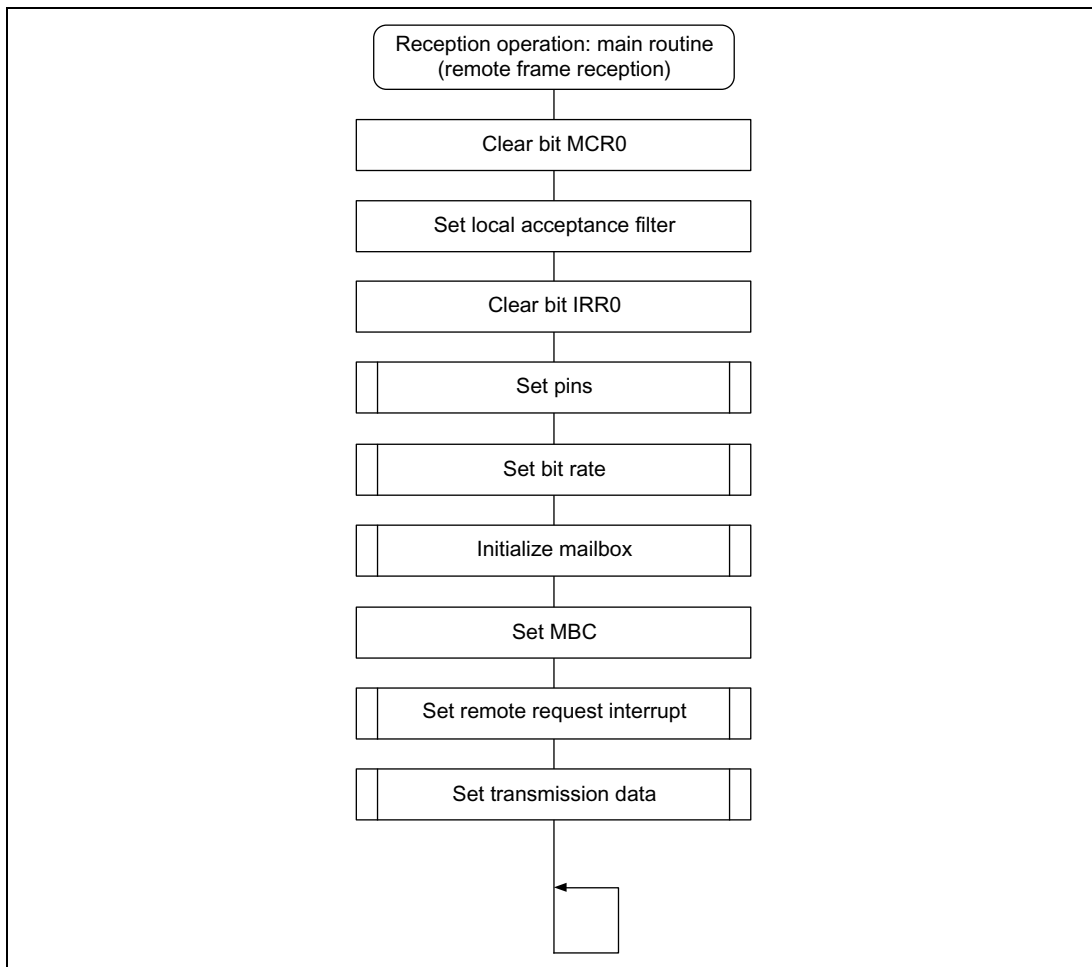 Reception operation: main routine
(remote frame reception)
Clear bit MCR0
Set local acceptance filter
Clear bit IRR0
Set pins
Set bit rate
Initialize mailbox
Set MBC
Set remote request interrupt
Set transmission data